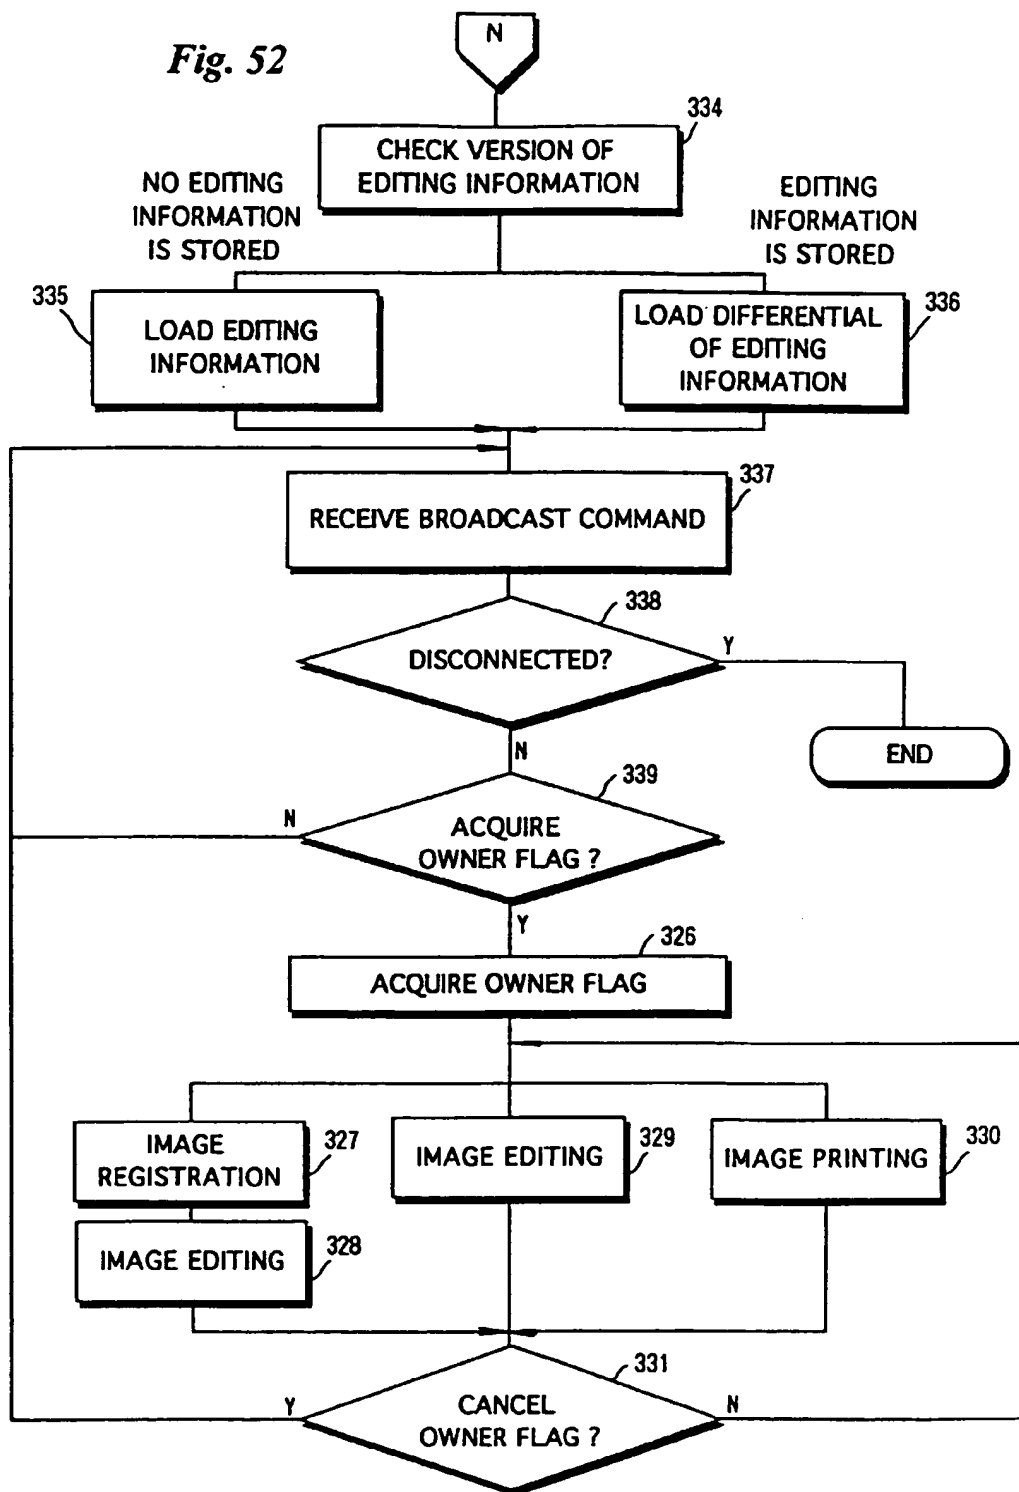 Fig. 52
N
334
CHECK VERSION OF
EDITING INFORMATION
NO EDITING
INFORMATION
IS STORED
EDITING
INFORMATION
IS STORED
335
LOAD EDITING
INFORMATION
LOAD DIFFERENTIAL
OF EDITING
INFORMATION
336
337
RECEIVE BROADCAST COMMAND
338
DISCONNECTED?
Y
END
N
339
N
ACQUIRE
OWNER FLAG ?
Y
326
ACQUIRE OWNER FLAG
IMAGE
REGISTRATION
327
IMAGE EDITING
329
IMAGE PRINTING
330
IMAGE EDITING
328
331
Y
CANCEL
OWNER FLAG ?
N